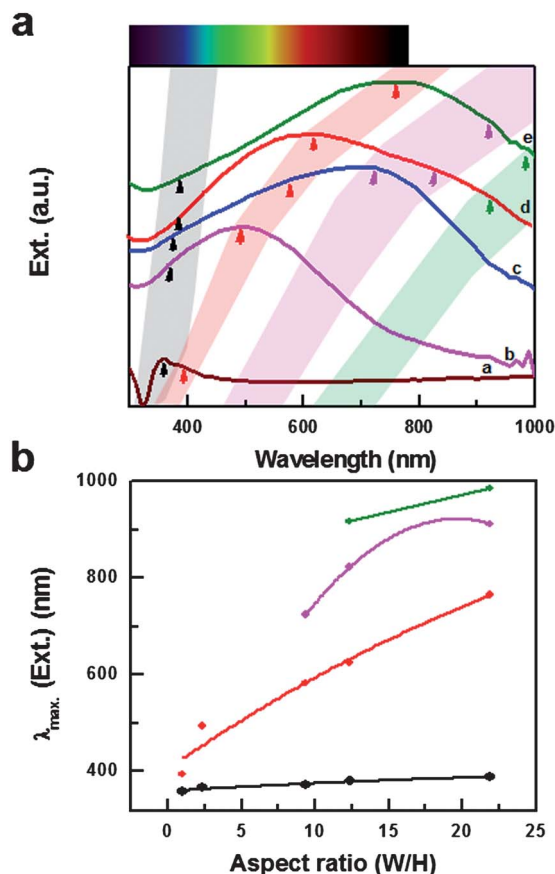 a
Ext. (a.u.)
e
d
c
b
a
400 600 800 1000
Wavelength (nm)
b
1000
800
600
400
λmax. (Ext.) (nm)
0 5 10 15 20 25
Aspect ratio (W/H)